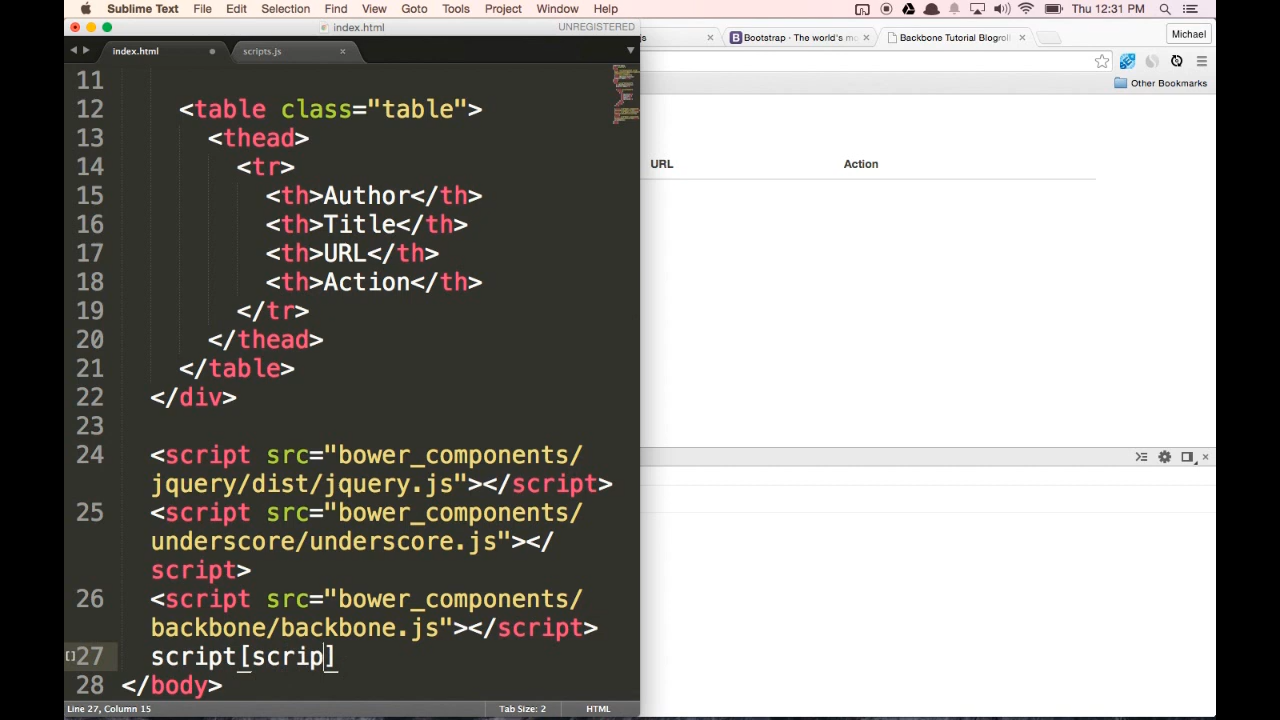 Sublime Text File Edit Selection Find View Goto Tools Project Window Help Thu 12:31 PM
index.html UNREGISTERED
index.html scripts.js Bootstrap · The world's mo Backbone Tutorial Blogroll Michael
Other Bookmarks
11
12 <table class="table">
13 <thead>
14 <tr>
15 <th>Author</th>
16 <th>Title</th>
17 <th>URL</th>
18 <th>Action</th>
19 </tr>
20 </thead>
21 </table>
22 </div>
23
24 <script src="bower_components/
jquery/dist/jquery.js"></script>
25 <script src="bower_components/
underscore/underscore.js"></
script>
26 <script src="bower_components/
backbone/backbone.js"></script>
27 script[scrip]
28 </body>
Line 27, Column 15 Tab Size: 2 HTML
URL Action